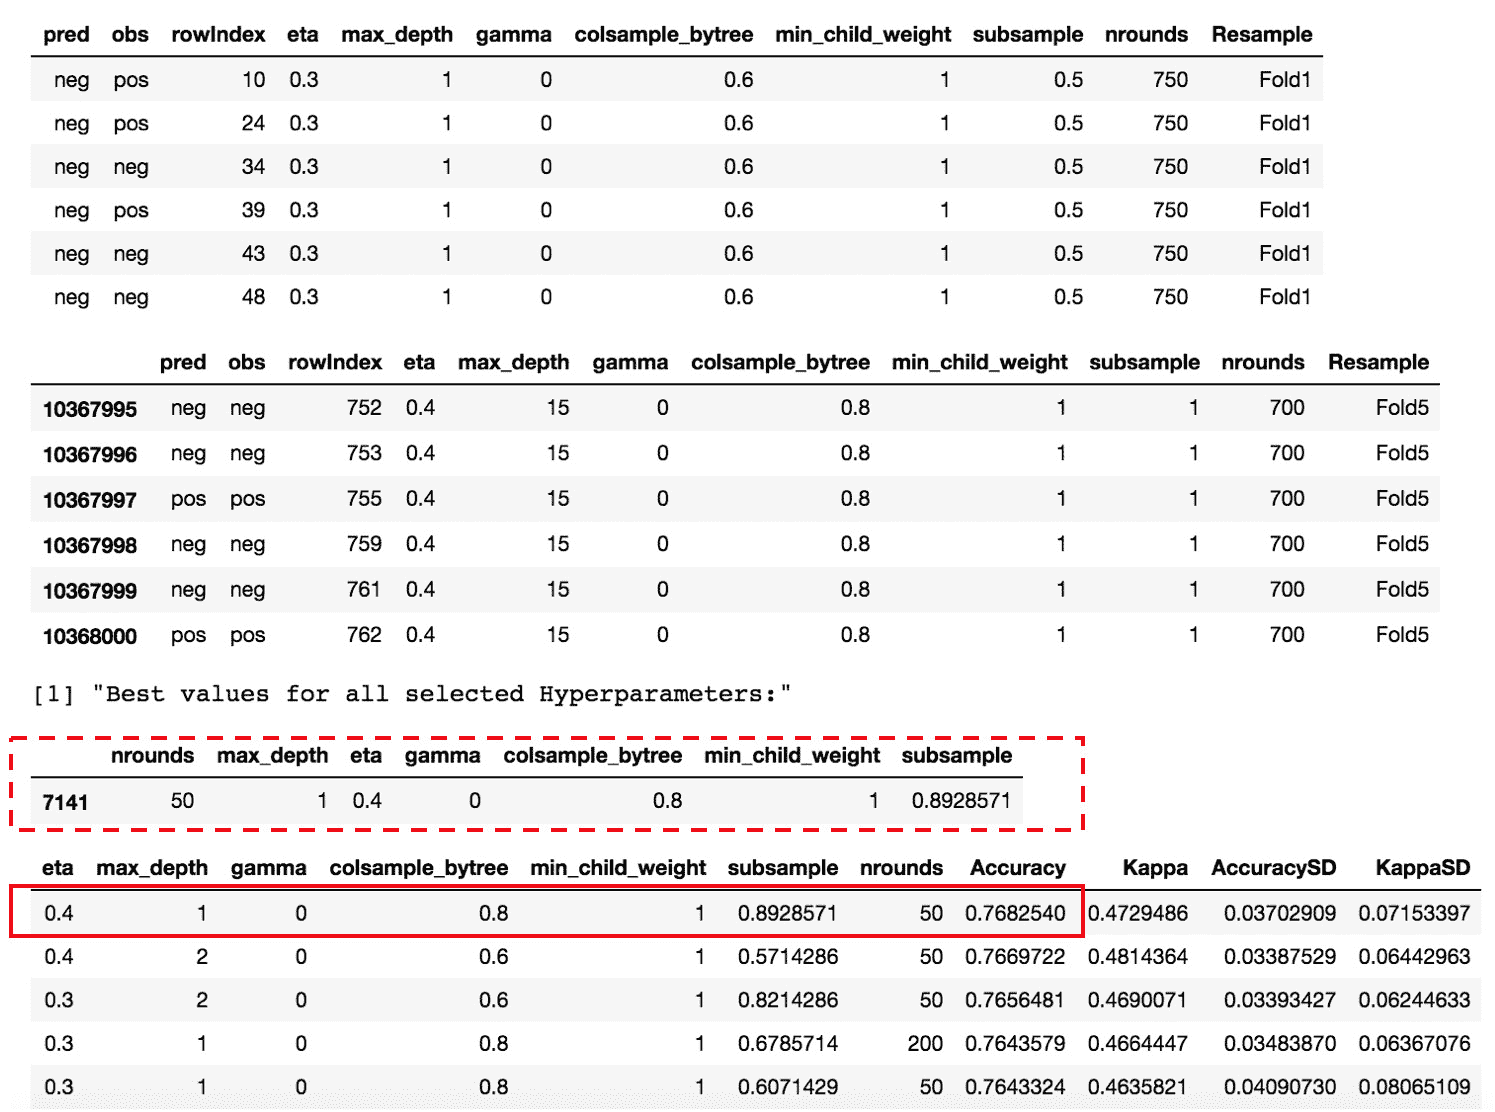 pred obs rowIndex eta max_depth gamma colsample_bytree min_child_weight subsample nrounds Resample
neg pos 10 0.3 1 0 0.6 1 0.5 750 Fold1
neg pos 24 0.3 1 0 0.6 1 0.5 750 Fold1
neg neg 34 0.3 1 0 0.6 1 0.5 750 Fold1
neg pos 39 0.3 1 0 0.6 1 0.5 750 Fold1
neg neg 43 0.3 1 0 0.6 1 0.5 750 Fold1
neg neg 48 0.3 1 0 0.6 1 0.5 750 Fold1
pred obs rowIndex eta max_depth gamma colsample_bytree min_child_weight subsample nrounds Resample
10367995 neg neg 752 0.4 15 0 0.8 1 1 700 Fold5
10367996 neg neg 753 0.4 15 0 0.8 1 1 700 Fold5
10367997 pos pos 755 0.4 15 0 0.8 1 1 700 Fold5
10367998 neg neg 759 0.4 15 0 0.8 1 1 700 Fold5
10367999 neg neg 761 0.4 15 0 0.8 1 1 700 Fold5
10368000 pos pos 762 0.4 15 0 0.8 1 1 700 Fold5
[1] "Best values for all selected Hyperparameters:"
nrounds max_depth eta gamma colsample_bytree min_child_weight subsample
7141 50 1 0.4 0 0.8 1 0.8928571
eta max_depth gamma colsample_bytree min_child_weight subsample nrounds Accuracy Kappa AccuracySD KappaSD
0.4 1 0 0.8 1 0.8928571 50 0.7682540 0.4729486 0.03702909 0.07153397
0.4 2 0 0.6 1 0.5714286 50 0.7669722 0.4814364 0.03387529 0.06442963
0.3 2 0 0.6 1 0.8214286 50 0.7656481 0.4690071 0.03393427 0.06244633
0.3 1 0 0.8 1 0.6785714 200 0.7643579 0.4664447 0.03483870 0.06367076
0.3 1 0 0.8 1 0.6071429 50 0.7643324 0.4635821 0.04090730 0.08065109